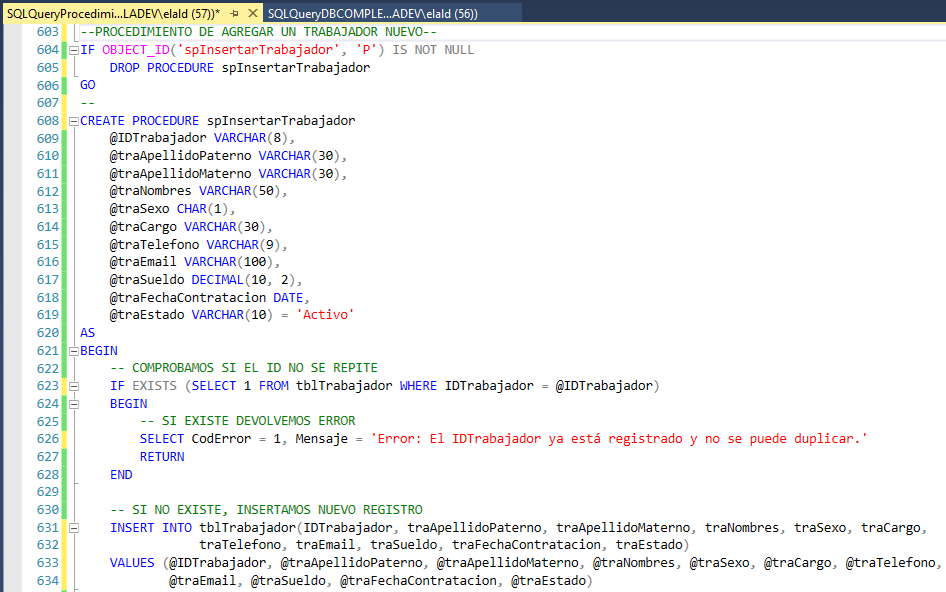 SQLQueryProcedimi...LADEV\elald (57))* SQLQueryDBCOMPLE...ADEV\elald (56))
603 --PROCEDIMIENTO DE AGREGAR UN TRABAJADOR NUEVO--
604 IF OBJECT_ID('spInsertarTrabajador', 'P') IS NOT NULL
605 DROP PROCEDURE spInsertarTrabajador
606 GO
607 --
608 CREATE PROCEDURE spInsertarTrabajador
609 @IDTrabajador VARCHAR(8),
610 @traApellidoPaterno VARCHAR(30),
611 @traApellidoMaterno VARCHAR(30),
612 @traNombres VARCHAR(50),
613 @traSexo CHAR(1),
614 @traCargo VARCHAR(30),
615 @traTelefono VARCHAR(9),
616 @traEmail VARCHAR(100),
617 @traSueldo DECIMAL(10, 2),
618 @traFechaContratacion DATE,
619 @traEstado VARCHAR(10) = 'Activo'
620 AS
621 BEGIN
622 -- COMPROBAMOS SI EL ID NO SE REPITE
623 IF EXISTS (SELECT 1 FROM tblTrabajador WHERE IDTrabajador = @IDTrabajador)
624 BEGIN
625 -- SI EXISTE DEVOLVEMOS ERROR
626 SELECT CodError = 1, Mensaje = 'Error: El IDTrabajador ya está registrado y no se puede duplicar.'
627 RETURN
628 END
629
630 -- SI NO EXISTE, INSERTAMOS NUEVO REGISTRO
631 INSERT INTO tblTrabajador(IDTrabajador, traApellidoPaterno, traApellidoMaterno, traNombres, traSexo, traCargo,
632 traTelefono, traEmail, traSueldo, traFechaContratacion, traEstado)
633 VALUES (@IDTrabajador, @traApellidoPaterno, @traApellidoMaterno, @traNombres, @traSexo, @traCargo, @traTelefono,
634 @traEmail, @traSueldo, @traFechaContratacion, @traEstado)